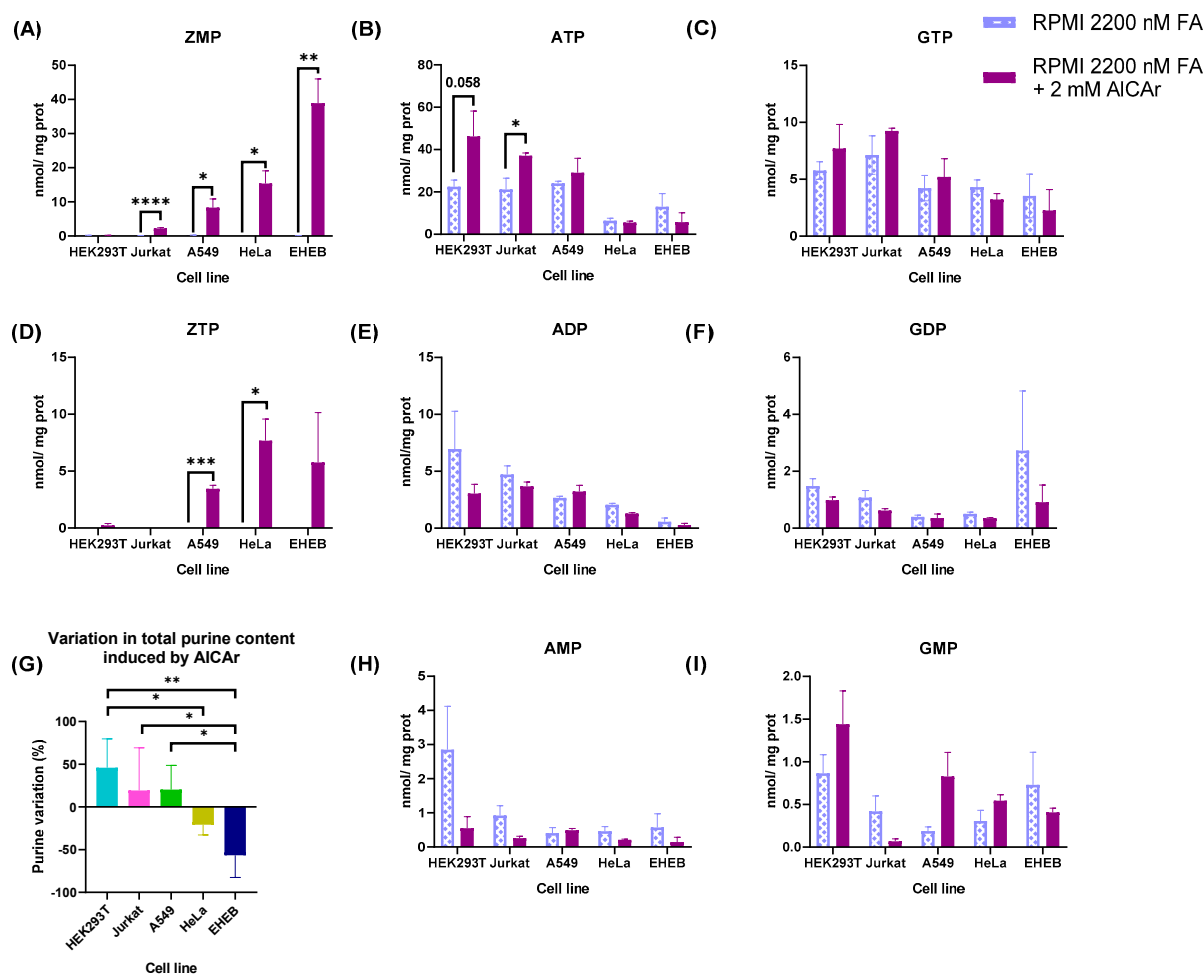 (A)
ZMP
nmol/ mg prot
50
40
30
20
10
0
****
*
*
**
HEK293T Jurkat A549 HeLa EHEB
Cell line
(B)
ATP
nmol/ mg prot
80
60
40
20
0
0.058
*
HEK293T Jurkat A549 HeLa EHEB
Cell line
(C)
GTP
nmol/ mg prot
15
10
5
0
HEK293T Jurkat A549 HeLa EHEB
Cell line
RPMI 2200 nM FA
RPMI 2200 nM FA
+ 2 mM AICAr
(D)
ZTP
nmol/ mg prot
15
10
5
0
***
*
HEK293T Jurkat A549 HeLa EHEB
Cell line
(E)
ADP
nmol/mg prot
15
10
5
0
HEK293T Jurkat A549 HeLa EHEB
Cell line
(F)
GDP
nmol/ mg prot
6
4
2
0
HEK293T Jurkat A549 HeLa EHEB
Cell line
(G)
Variation in total purine content
induced by AICAr
Purine variation (%)
100
50
0
-50
-100
**
*
*
*
HEK293T
Jurkat
A549
HeLa
EHEB
Cell line
(H)
AMP
nmol/ mg prot
5
4
3
2
1
0
HEK293T Jurkat A549 HeLa EHEB
Cell line
(I)
GMP
nmol/ mg prot
2.0
1.5
1.0
0.5
0.0
HEK293T Jurkat A549 HeLa EHEB
Cell line